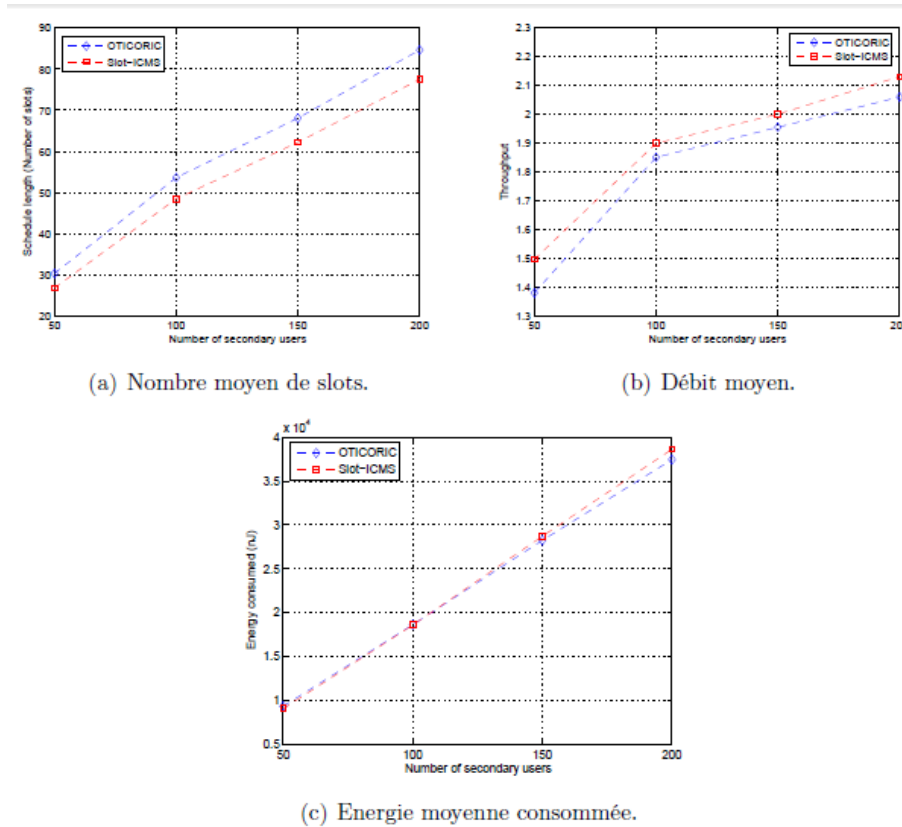 90
80
70
60
50
40
30
20
Schedule length (Number of slots)
OTICORIC
Slot-ICMS
50 100 150 200
Number of secondary users
(a) Nombre moyen de slots.
2.3
2.2
2.1
2
1.9
1.8
1.7
1.6
1.5
1.4
1.3
Throughput
OTICORIC
Slot-ICMS
50 100 150 200
Number of secondary users
(b) Débit moyen.
x 10⁴
4
3.5
3
2.5
2
1.5
1
0.5
Energy consumed (nJ)
OTICORIC
Slot-ICMS
50 100 150 200
Number of secondary users
(c) Energie moyenne consommée.